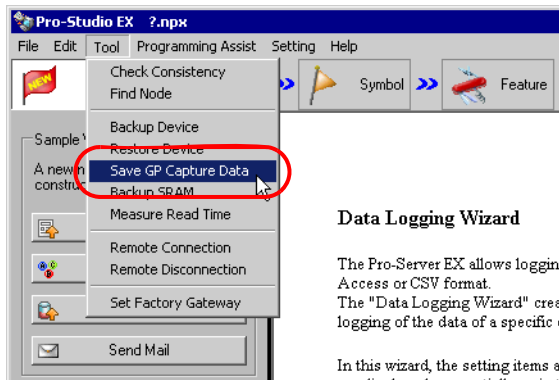 Pro-Studio EX ?.npx
File Edit Tool Programming Assist Setting Help
NEW
Symbol
Feature
Check Consistency
Find Node
Backup Device
Restore Device
Save GP Capture Data
Backup SRAM
Measure Read Time
Remote Connection
Remote Disconnection
Set Factory Gateway
Sample
A new
Send Mail
Data Logging Wizard
The Pro-Server EX allows
Access or CSV format.
The "Data Logging Wizard"
logging of the data of a specific
In this wizard, the setting items